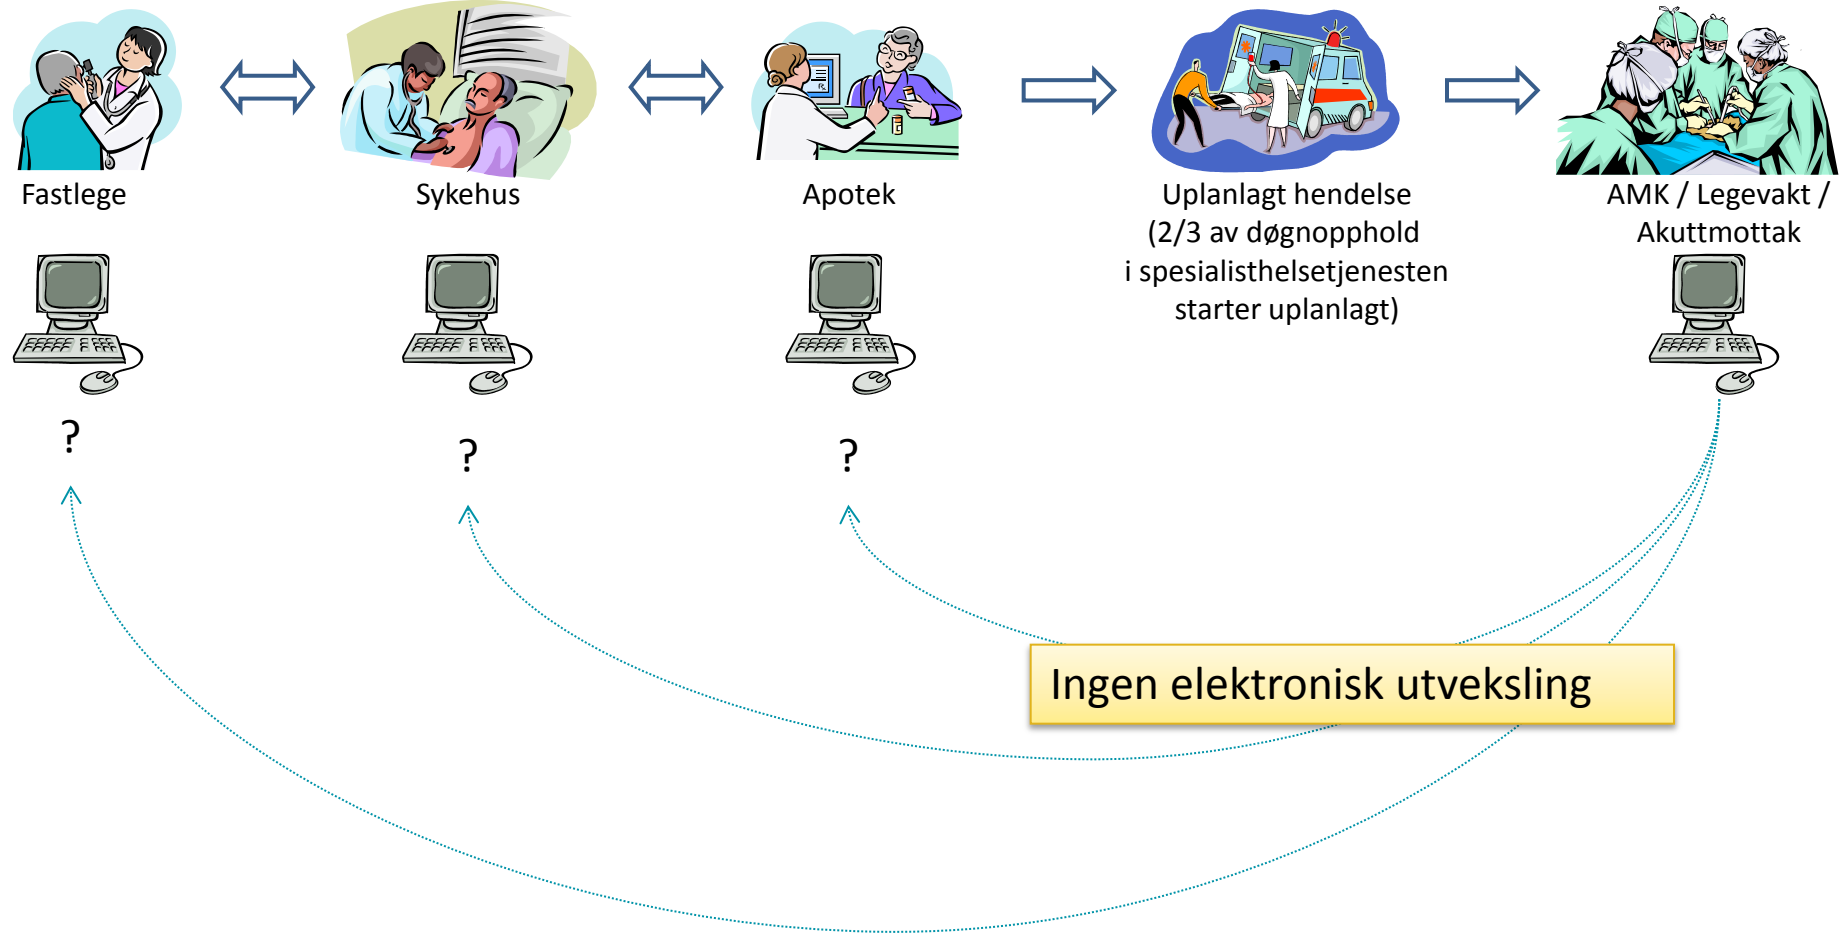 Fastlege
Sykehus
Apotek
Uplanlagt hendelse
(2/3 av døgnopphold
i spesialisthelsetjenesten
starter uplanlagt)
AMK / Legevakt /
Akuttmottak
?
?
?
Ingen elektronisk utveksling